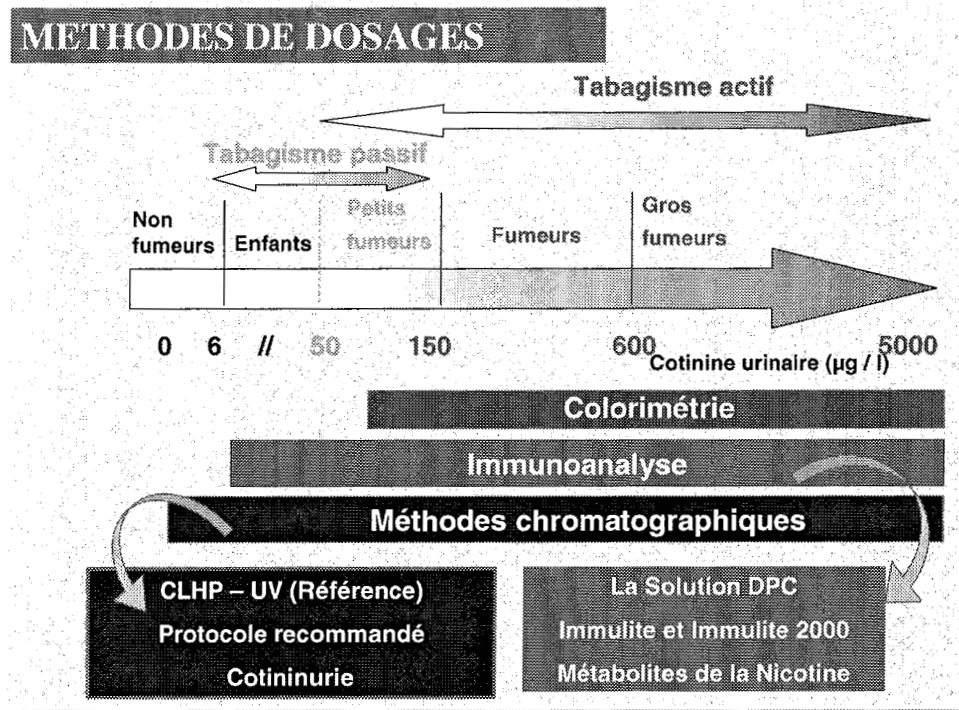 METHODES DE DOSAGES
Tabagisme actif
Tabagisme passif
Non
fumeurs
Enfants
Petits
fumeurs
Fumeurs
Gros
fumeurs
0 6 // 50 150 600 5000
Cotinine urinaire (µg / l)
Colorimétrie
Immunoanalyse
Méthodes chromatographiques
CLHP – UV (Référence)
Protocole recommandé
Cotininurie
La Solution DPC
Immulite et Immulite 2000
Métabolites de la Nicotine